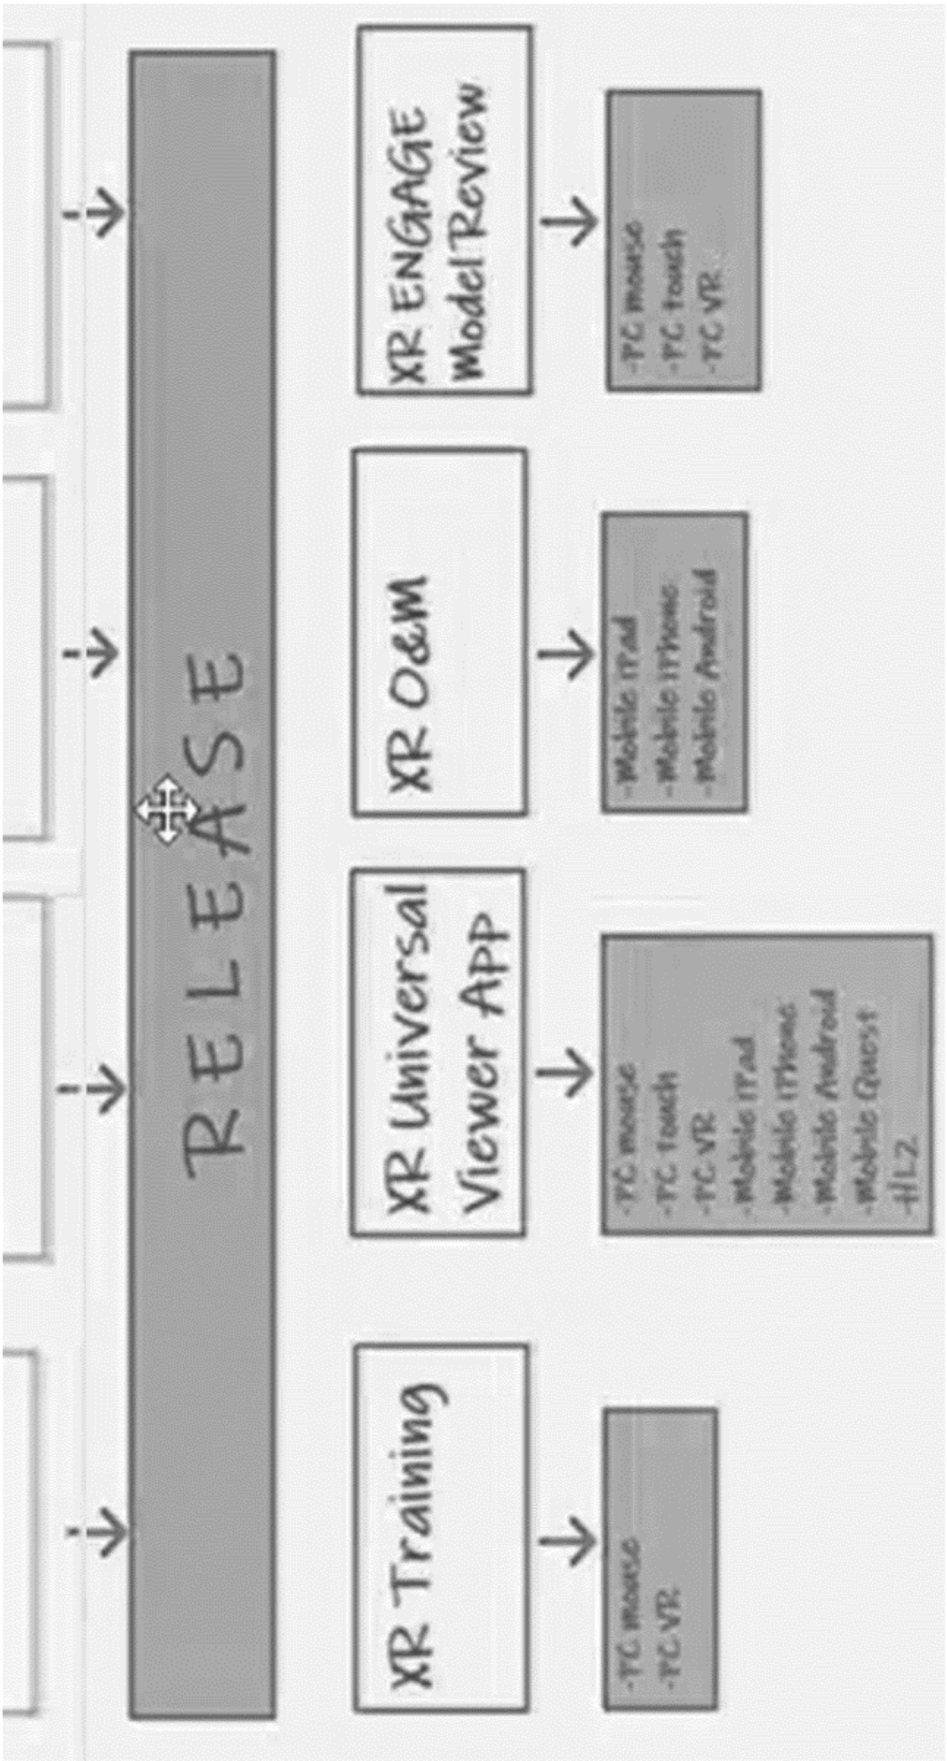 RELEASE
XR Training
-PC mouse
-PC VR
XR Universal
Viewer App
-PC mouse
-PC touch
-PC VR
-Mobile iPad
-Mobile iPhone
-Mobile Android
-Mobile Quest
-HL2
XR O&M
-Mobile iPad
-Mobile iPhone
-Mobile Android
XR ENGAGE
Model Review
-PC mouse
-PC touch
-PC VR